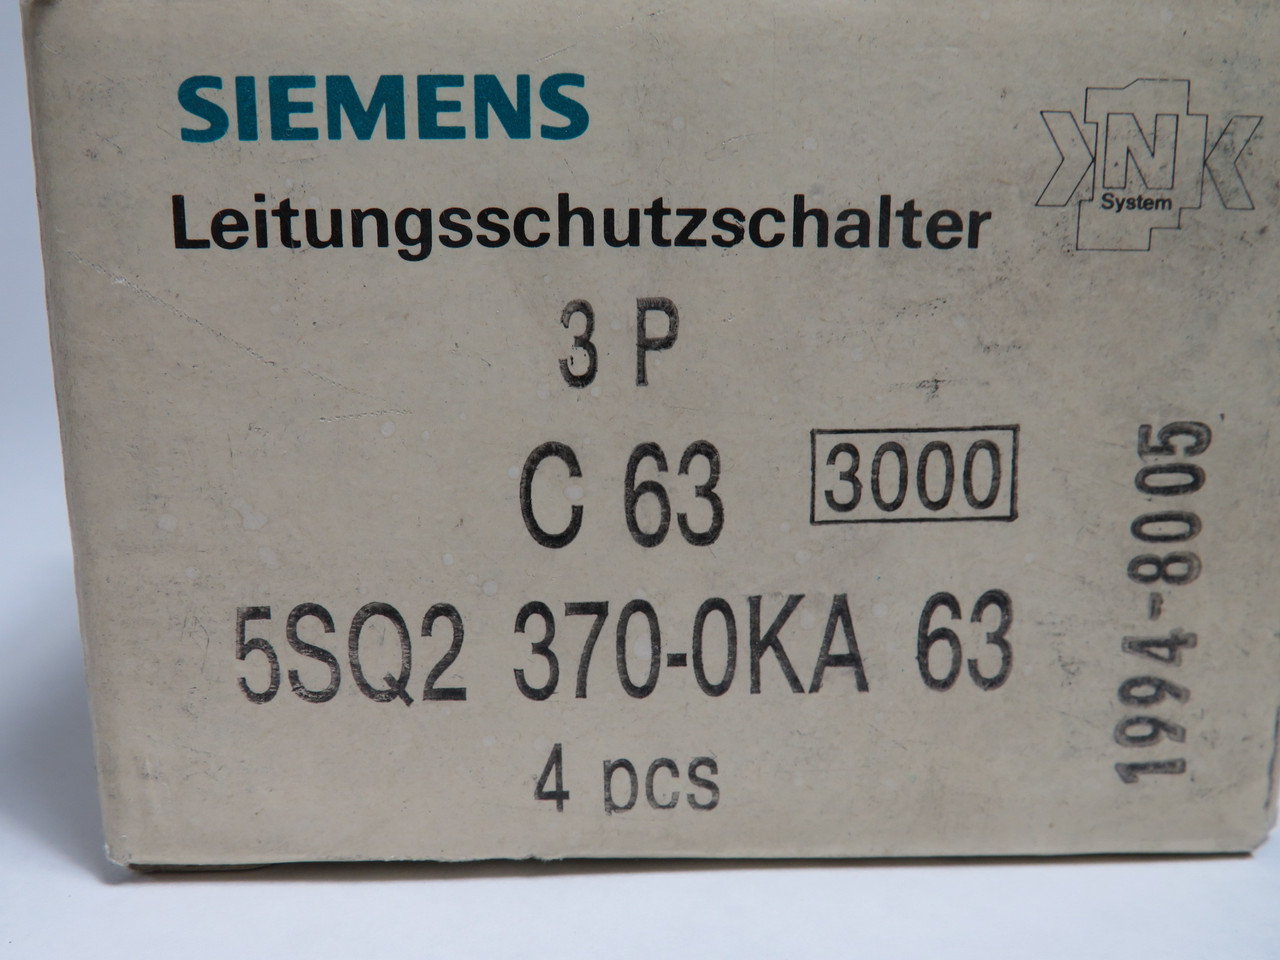 SIEMENS
N
System
Leitungsschutzschalter
3 P
C 63 3000
5SQ2 370-0KA 63
4 pcs
1994-8005